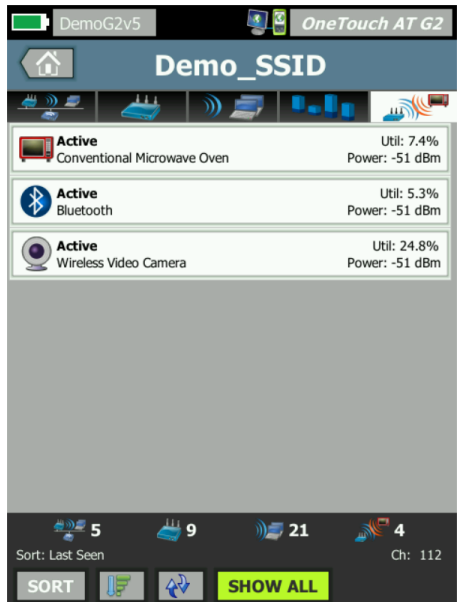 DemoG2v5
OneTouch AT G2
Demo_SSID
Active
Util: 7.4%
Conventional Microwave Oven
Power: -51 dBm
Active
Util: 5.3%
Bluetooth
Power: -51 dBm
Active
Util: 24.8%
Wireless Video Camera
Power: -51 dBm
5
9
21
4
Sort: Last Seen
Ch: 112
SORT
SHOW ALL